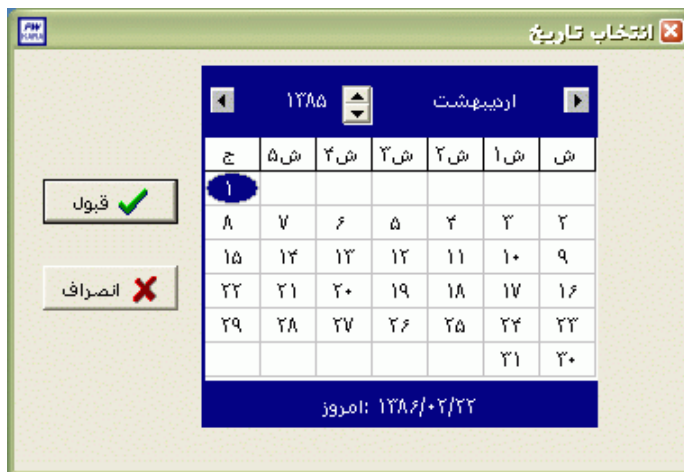 انتخاب تاریخ
اردیبهشت ۱۳۸۵
ش ش۱ ش۲ ش۳ ش۴ ش۵ ج
۱
۲ ۳ ۴ ۵ ۶ ۷ ۸
۹ ۱۰ ۱۱ ۱۲ ۱۳ ۱۴ ۱۵
۱۶ ۱۷ ۱۸ ۱۹ ۲۰ ۲۱ ۲۲
۲۳ ۲۴ ۲۵ ۲۶ ۲۷ ۲۸ ۲۹
۳۰ ۳۱
۱۳۸۶/۰۲/۲۲ :امروز
قبول
انصراف